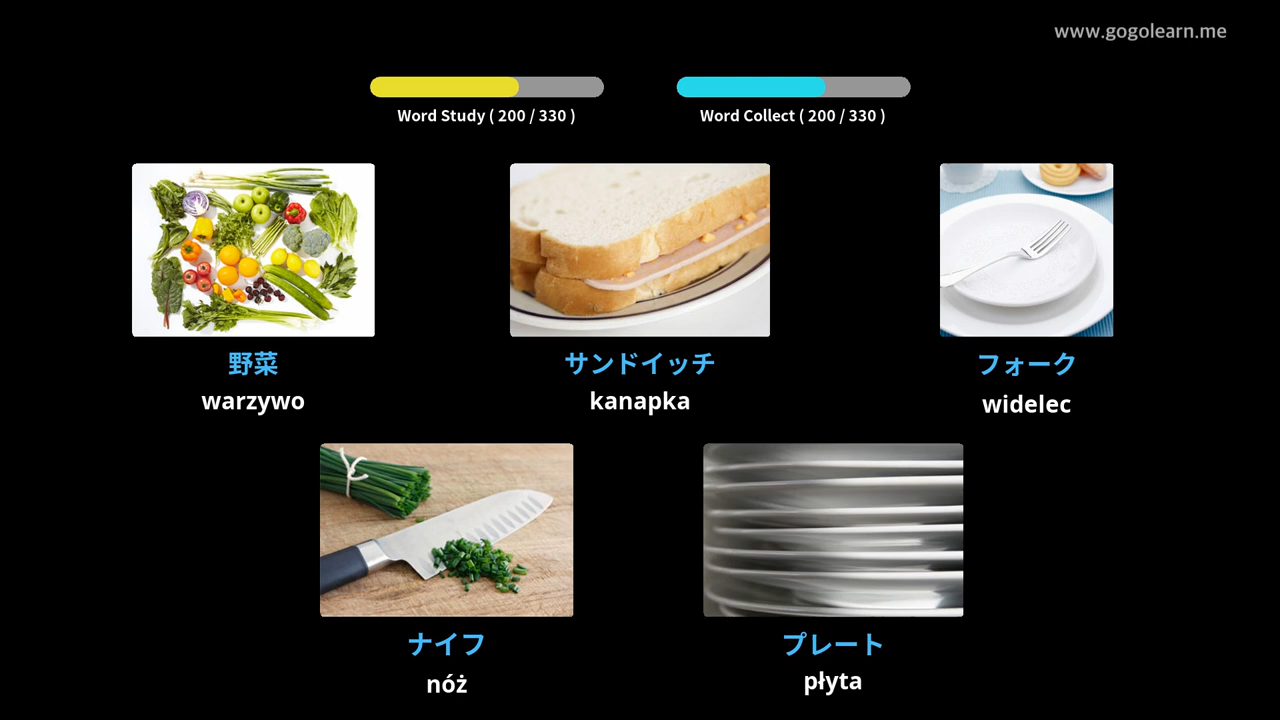 www.gogolearn.me
Word Study ( 200 / 330 )
Word Collect ( 200 / 330 )
野菜
warzywo
サンドイッチ
kanapka
フォーク
widelec
ナイフ
nóż
プレート
płyta